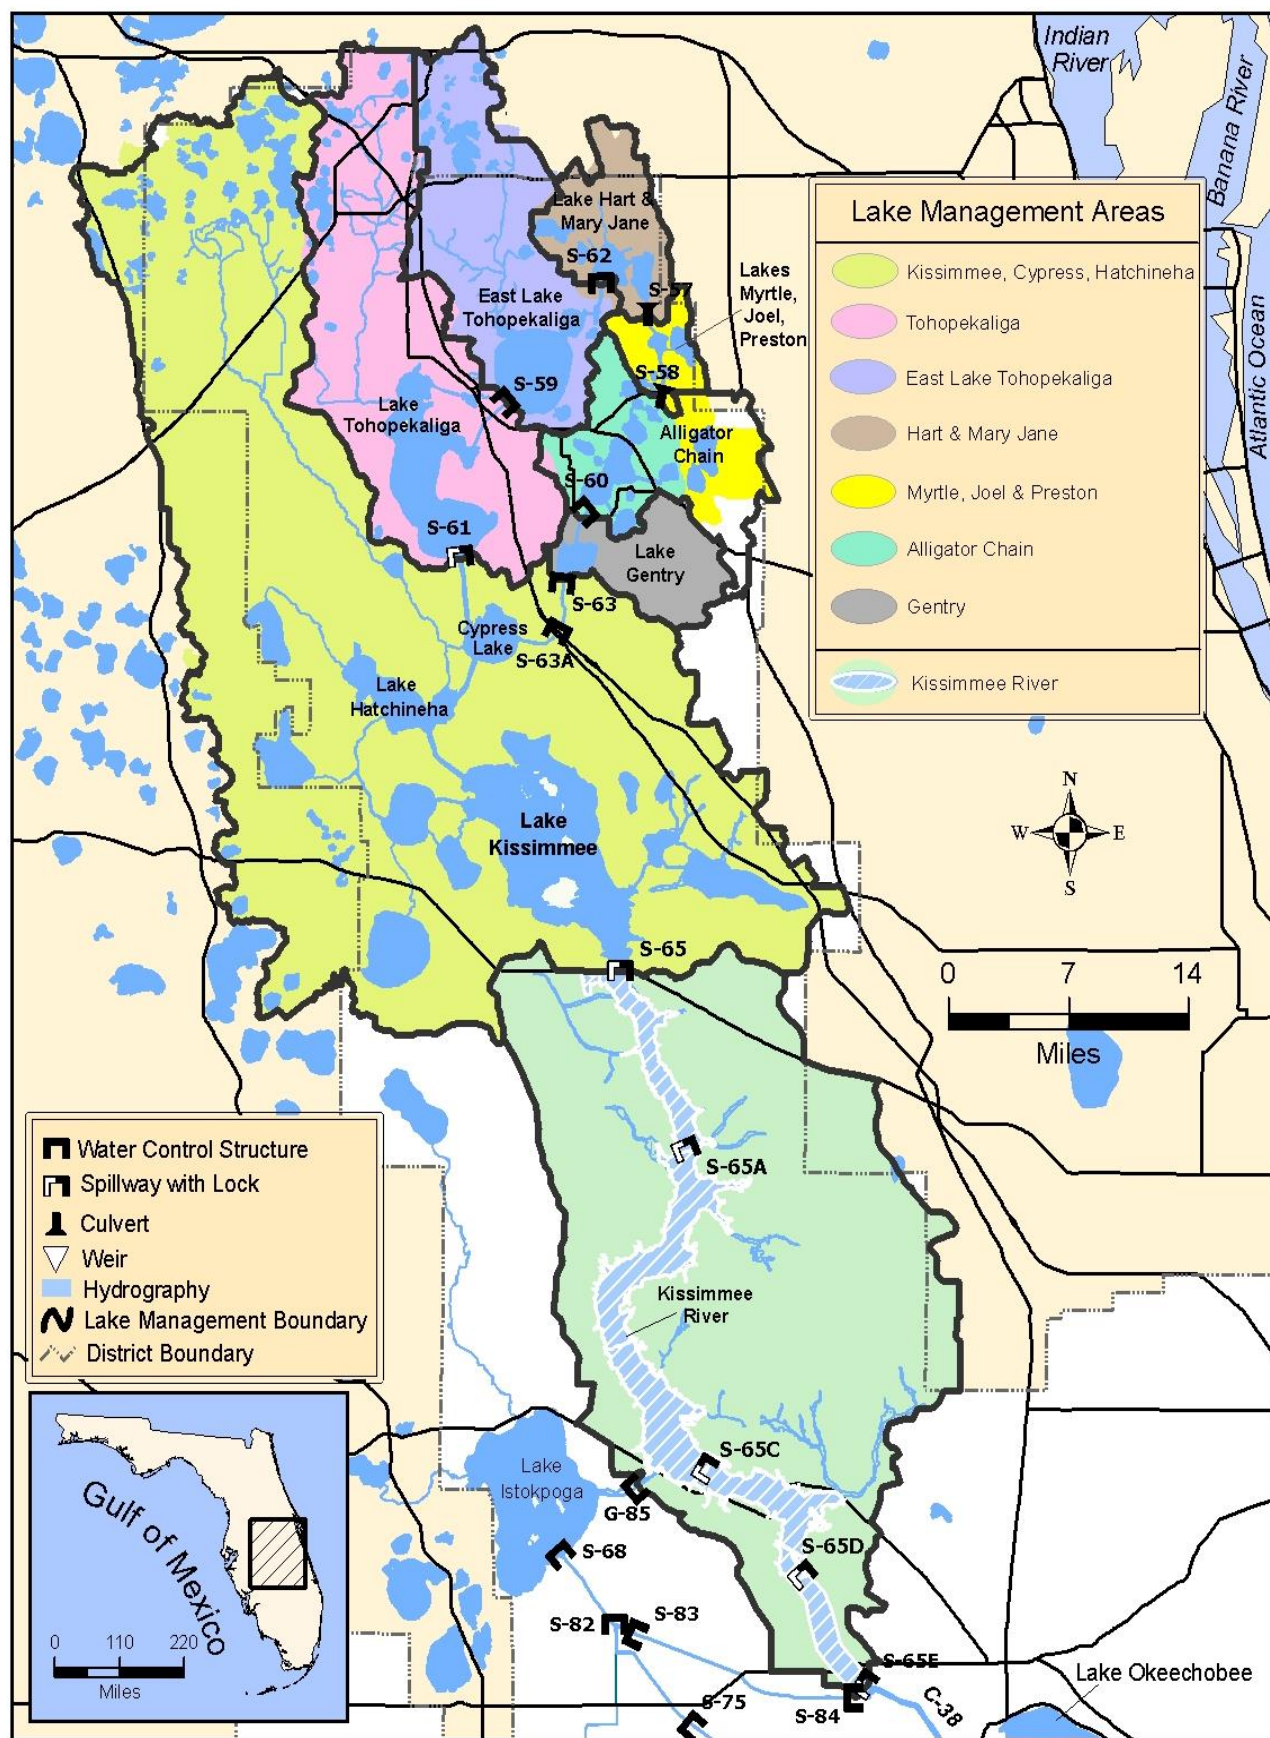 Indian
River
Banana River
Atlantic Ocean
Lake Management Areas
Kissimmee, Cypress, Hatchineha
Tohopekaliga
East Lake Tohopekaliga
Hart & Mary Jane
Myrtle, Joel & Preston
Alligator Chain
Gentry
Kissimmee River
Lake Hart &
Mary Jane
S-62
S-57
Lakes
Myrtle,
Joel,
Preston
East Lake
Tohopekaliga
S-59
S-58
Lake
Tohopekaliga
Alligator
Chain
S-60
S-61
Lake
Gentry
S-63
Cypress
Lake
S-63A
Lake
Hatchineha
Lake
Kissimmee
N
W
E
S
S-65
0
7
14
Miles
Water Control Structure
Spillway with Lock
Culvert
Weir
Hydrography
Lake Management Boundary
District Boundary
S-65A
Kissimmee
River
S-65C
Lake
Istokpoga
G-85
S-68
S-65D
S-82
S-83
S-65E
S-84
S-75
C-38
Lake Okeechobee
Gulf of Mexico
0
110
220
Miles